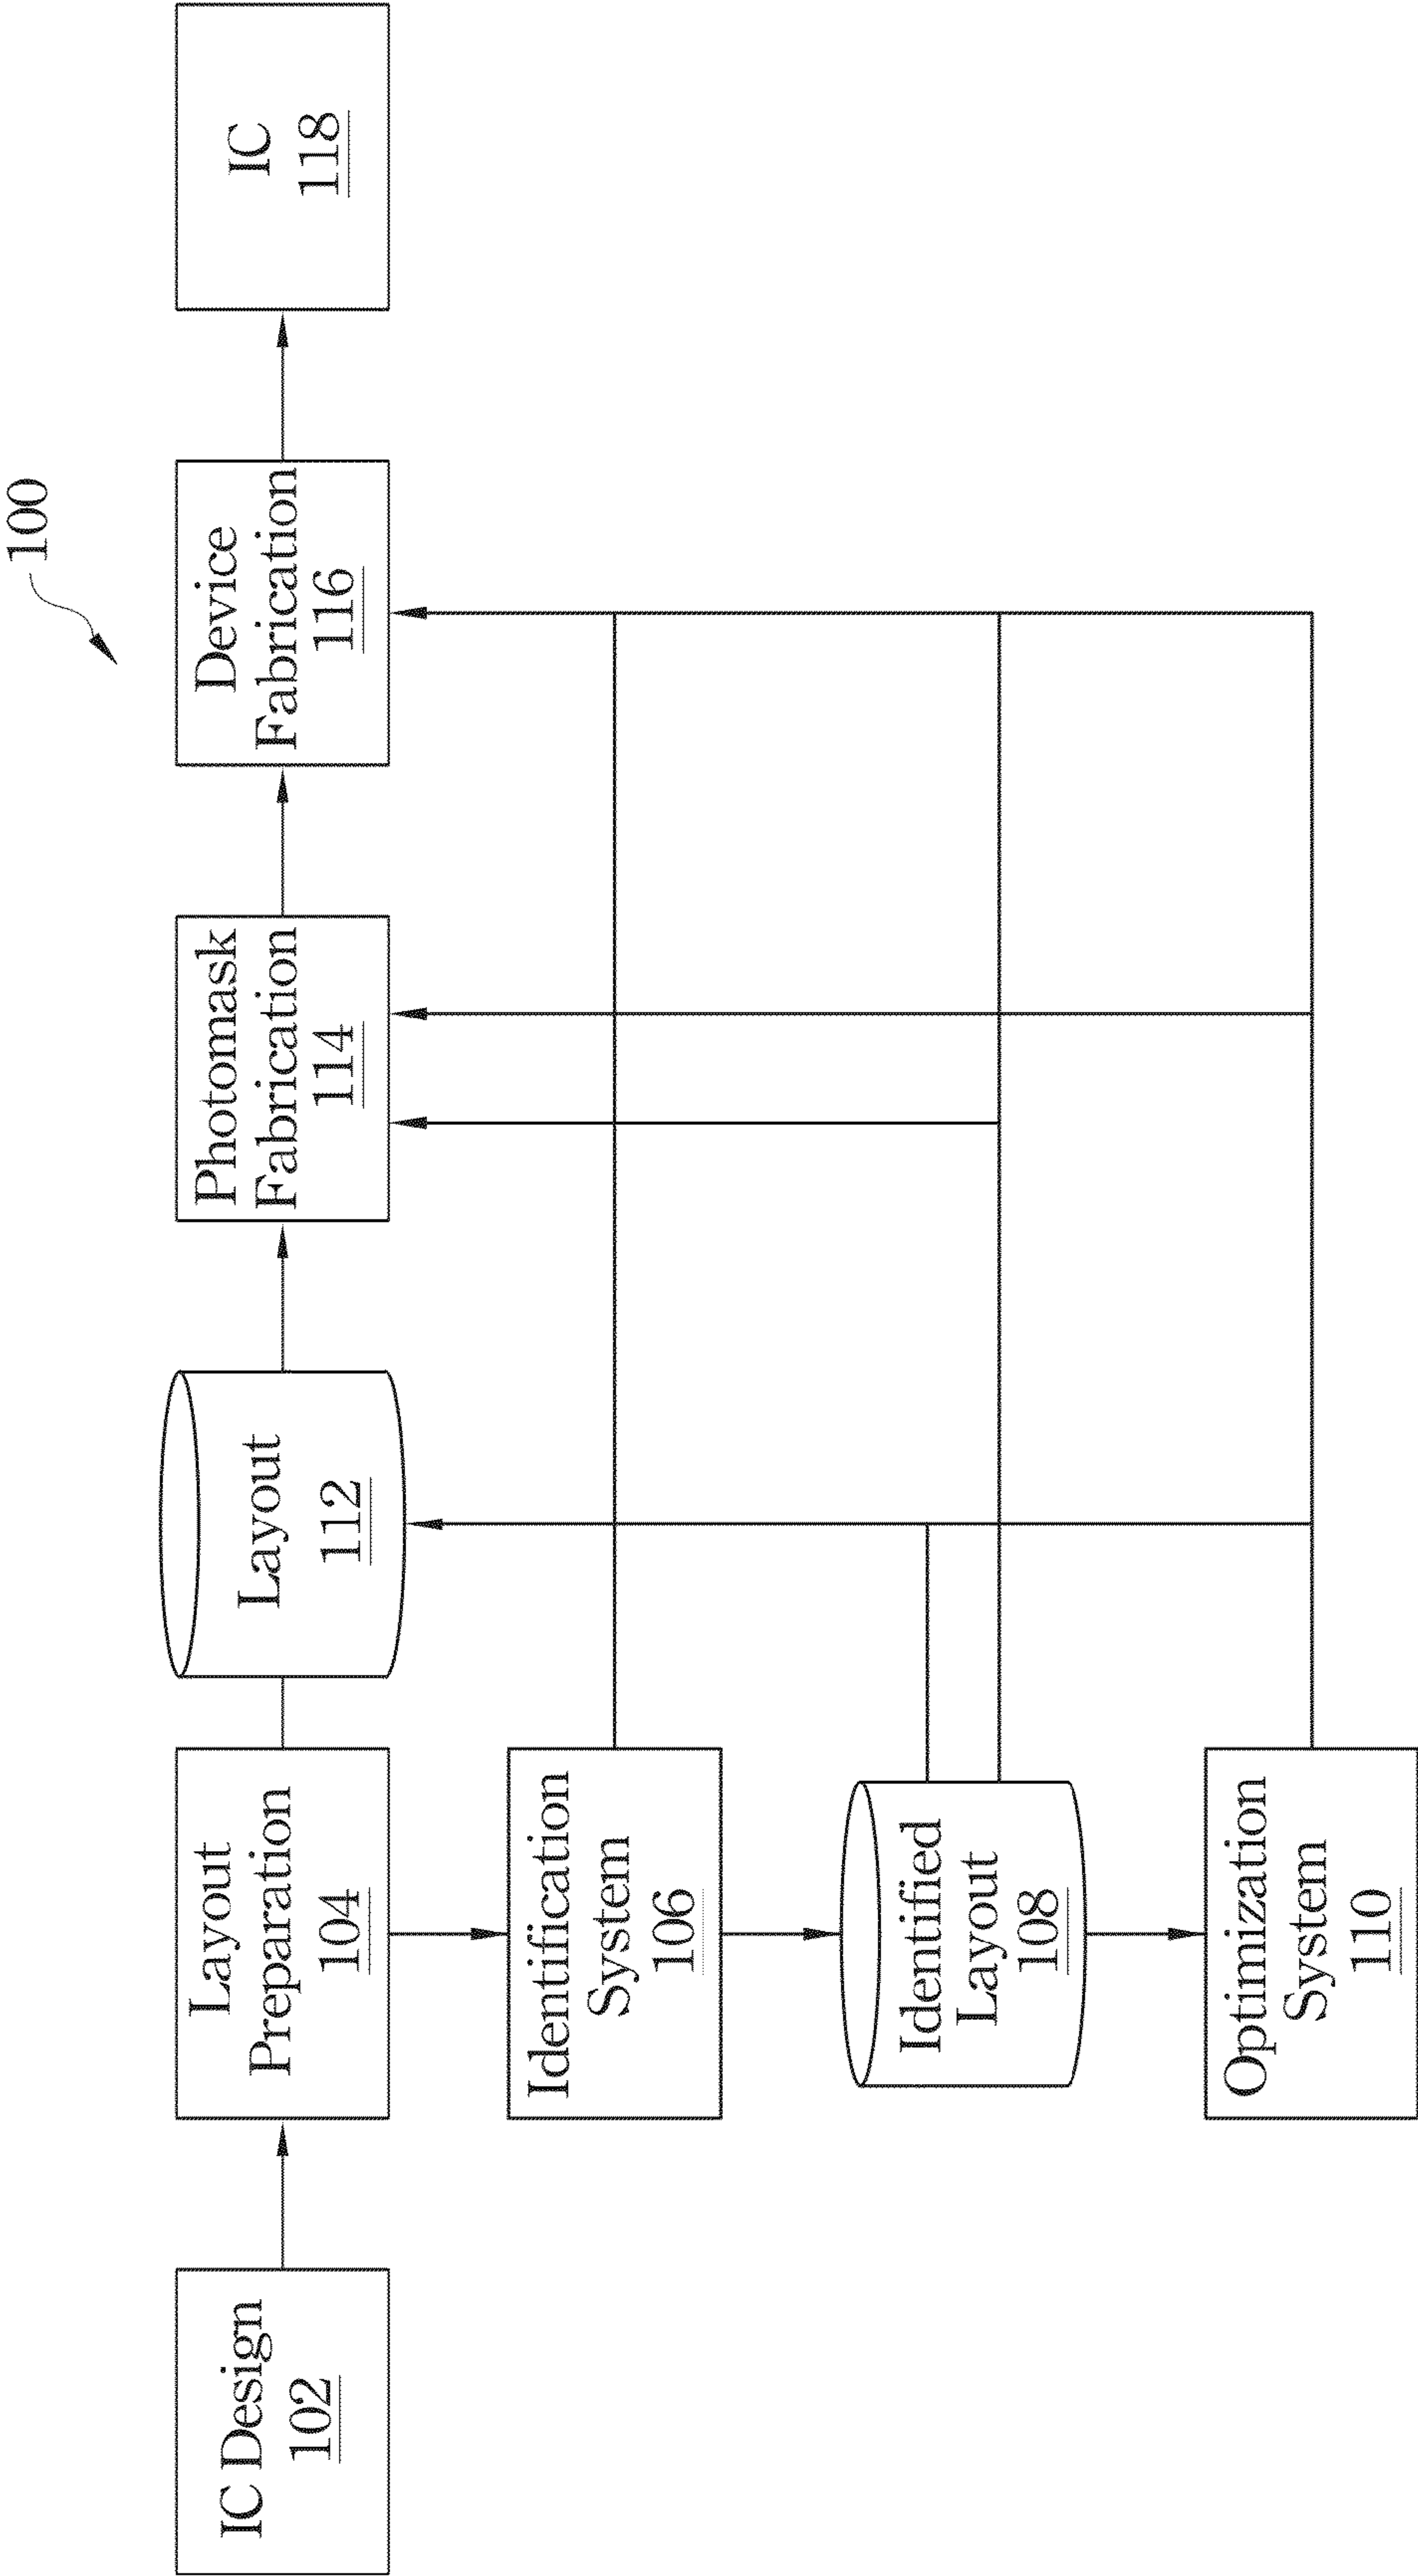 100
IC Design
102
Layout
Preparation
104
Layout
112
Photomask
Fabrication
114
Device
Fabrication
116
IC
118
Identification
System
106
Identified
Layout
108
Optimization
System
110